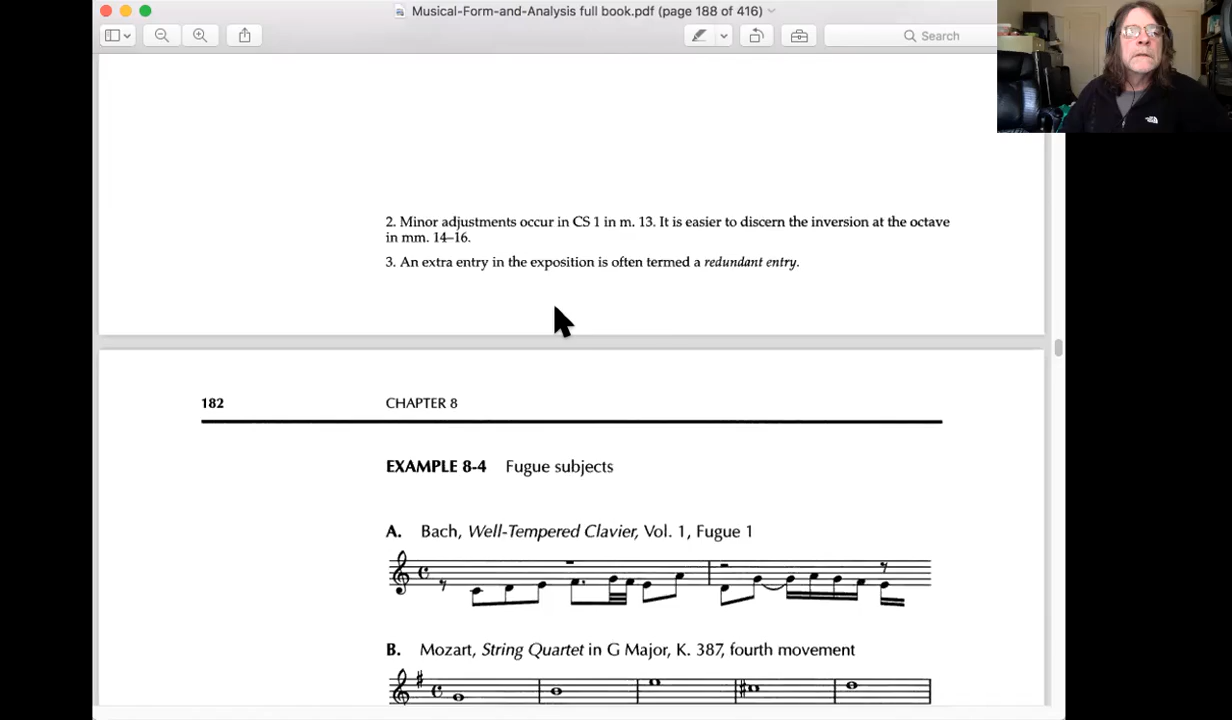 Musical-Form-and-Analysis full book.pdf (page 188 of 416)
Search
2. Minor adjustments occur in CS 1 in m. 13. It is easier to discern the inversion at the octave
in mm. 14–16.
3. An extra entry in the exposition is often termed a redundant entry.
182 CHAPTER 8
EXAMPLE 8-4 Fugue subjects
A. Bach, Well-Tempered Clavier, Vol. 1, Fugue 1
B. Mozart, String Quartet in G Major, K. 387, fourth movement